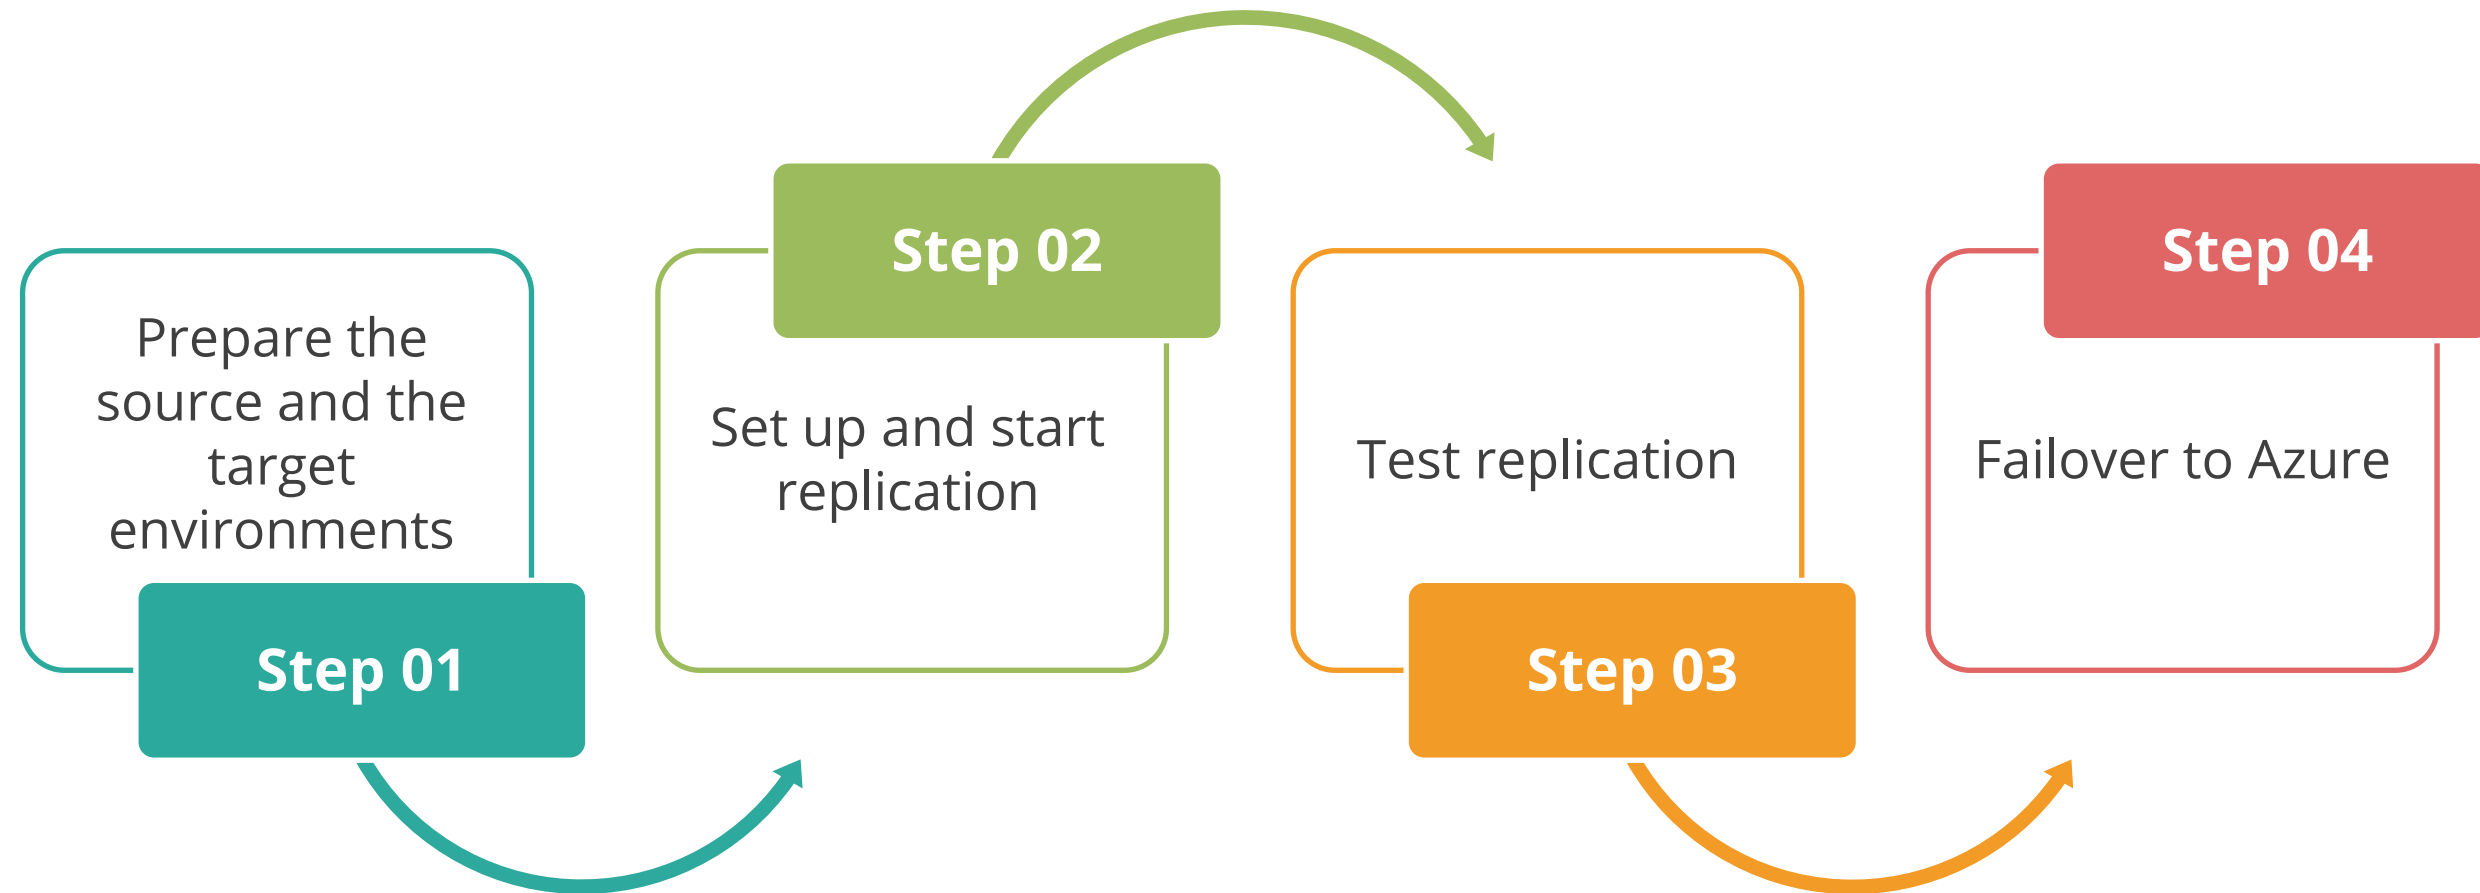 Prepare the
source and the
target
environments
Step 01
Step 02
Set up and start
replication
Test replication
Step 03
Step 04
Failover to Azure